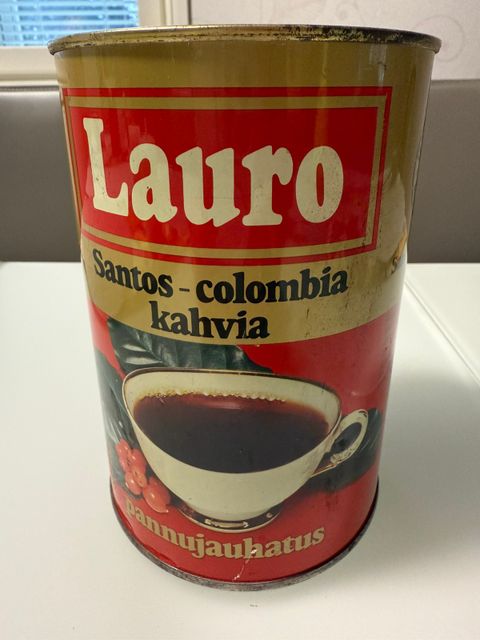 Lauro
Santos - colombia
kahvia
pannujauhatus